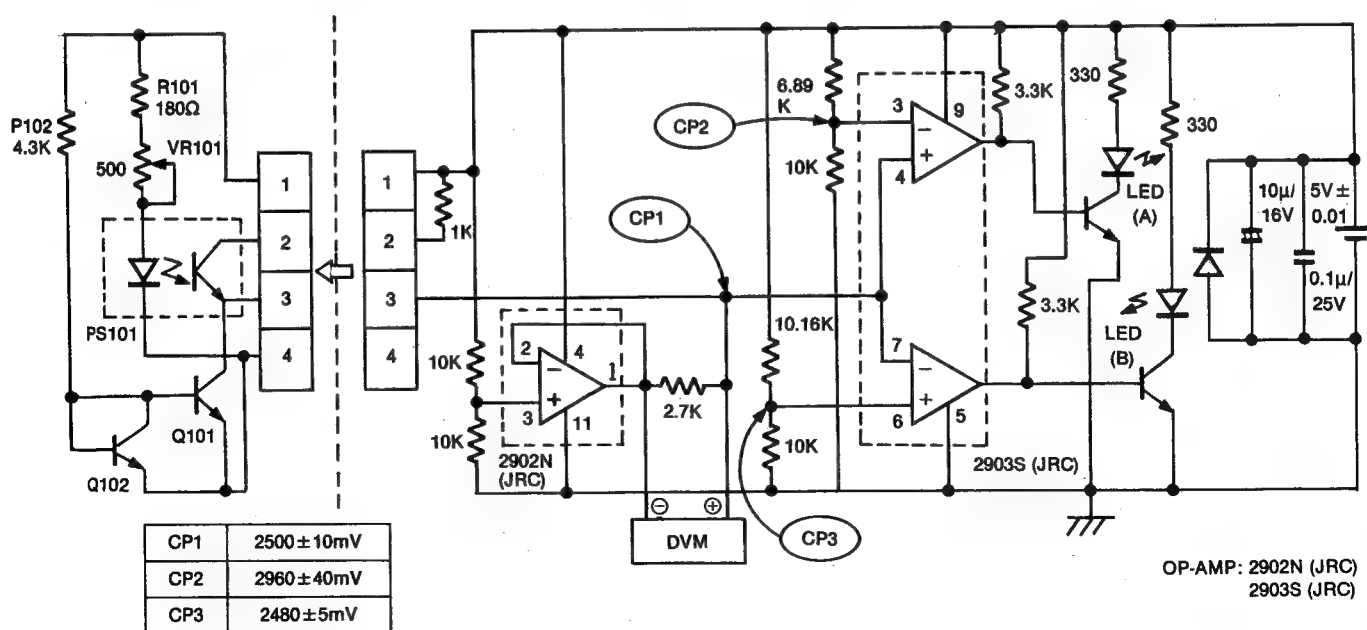 R101
180Ω
P102
4.3K
VR101
500
PS101
Q101
Q102
1
2
3
4
1
2
3
4
1K
10K
10K
2
3
4
11
1
2902N
(JRC)
2.7K
⊖
⊕
DVM
CP1
CP2
CP3
6.89
K
10K
10.16K
10K
3
4
9
−
+
7
6
5
−
+
−
+
2903S (JRC)
3.3K
3.3K
330
330
LED
(A)
LED
(B)
10μ/
16V
5V±
0.01
0.1μ/
25V
CP1 2500±10mV
CP2 2960±40mV
CP3 2480±5mV
OP-AMP: 2902N (JRC)
2903S (JRC)